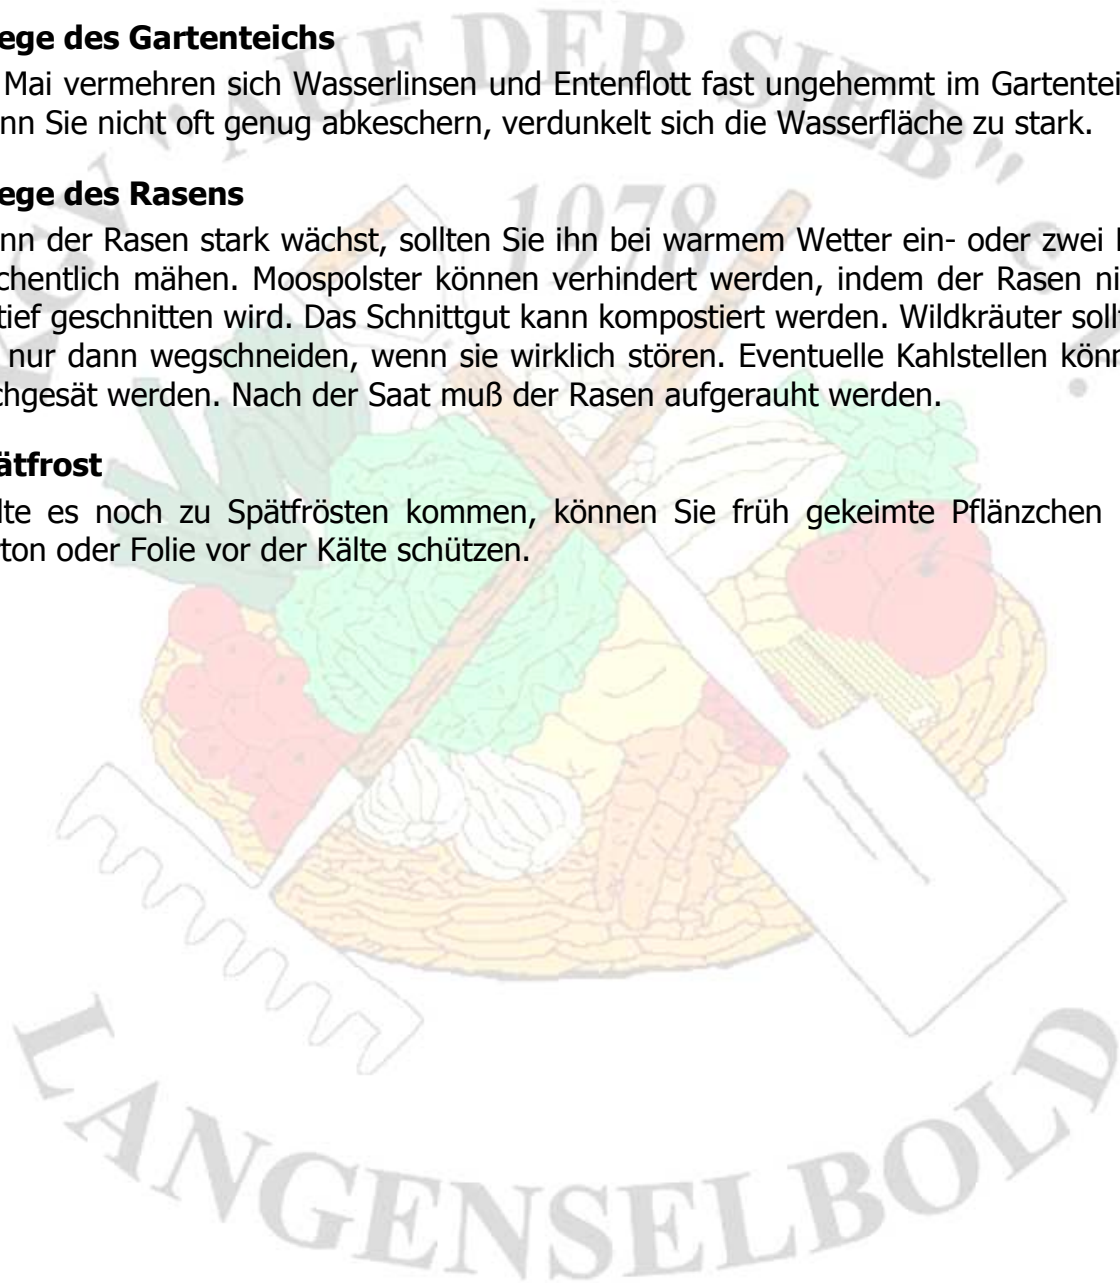 ege des Gartenteichs
Mai vermehren sich Wasserlinsen und Entenflott fast ungehemmt im Gartentei
nn Sie nicht oft genug abkeschern, verdunkelt sich die Wasserfläche zu stark.
ege des Rasens
nn der Rasen stark wächst, sollten Sie ihn bei warmem Wetter ein- oder zwei
chentlich mähen. Moospolster können verhindert werden, indem der Rasen ni
tief geschnitten wird. Das Schnittgut kann kompostiert werden. Wildkräuter soll
nur dann wegschneiden, wenn sie wirklich stören. Eventuelle Kahlstellen könn
chgesät werden. Nach der Saat muß der Rasen aufgerauht werden.
ätfrost
lte es noch zu Spätfrösten kommen, können Sie früh gekeimte Pflänzchen
ton oder Folie vor der Kälte schützen.
"AUF DER SIEB" e.
1978
LANGENSELBOLD